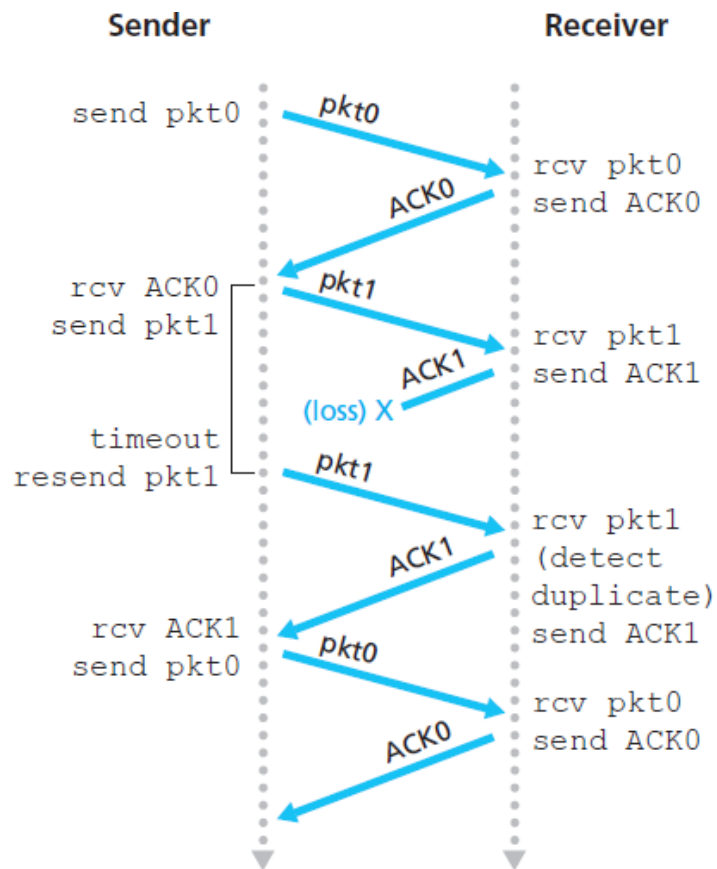 Sender
Receiver
send pkt0
pkt0
rcv pkt0
send ACK0
ACK0
rcv ACK0
send pkt1
pkt1
rcv pkt1
send ACK1
ACK1
(loss) X
timeout
resend pkt1
pkt1
rcv pkt1
(detect
duplicate)
send ACK1
ACK1
rcv ACK1
send pkt0
pkt0
rcv pkt0
send ACK0
ACK0